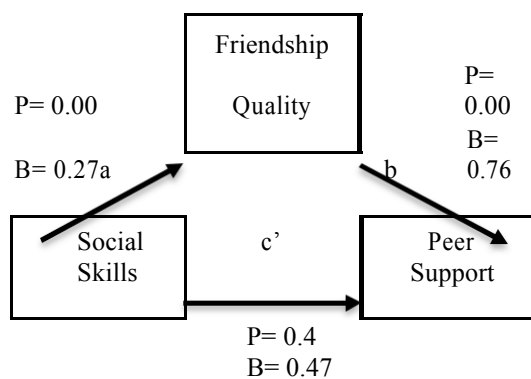 Friendship
Quality
P= 0.00
B= 0.27a
P=
0.00
B=
0.76
b
Social
Skills
c’
Peer
Support
P= 0.4
B= 0.47